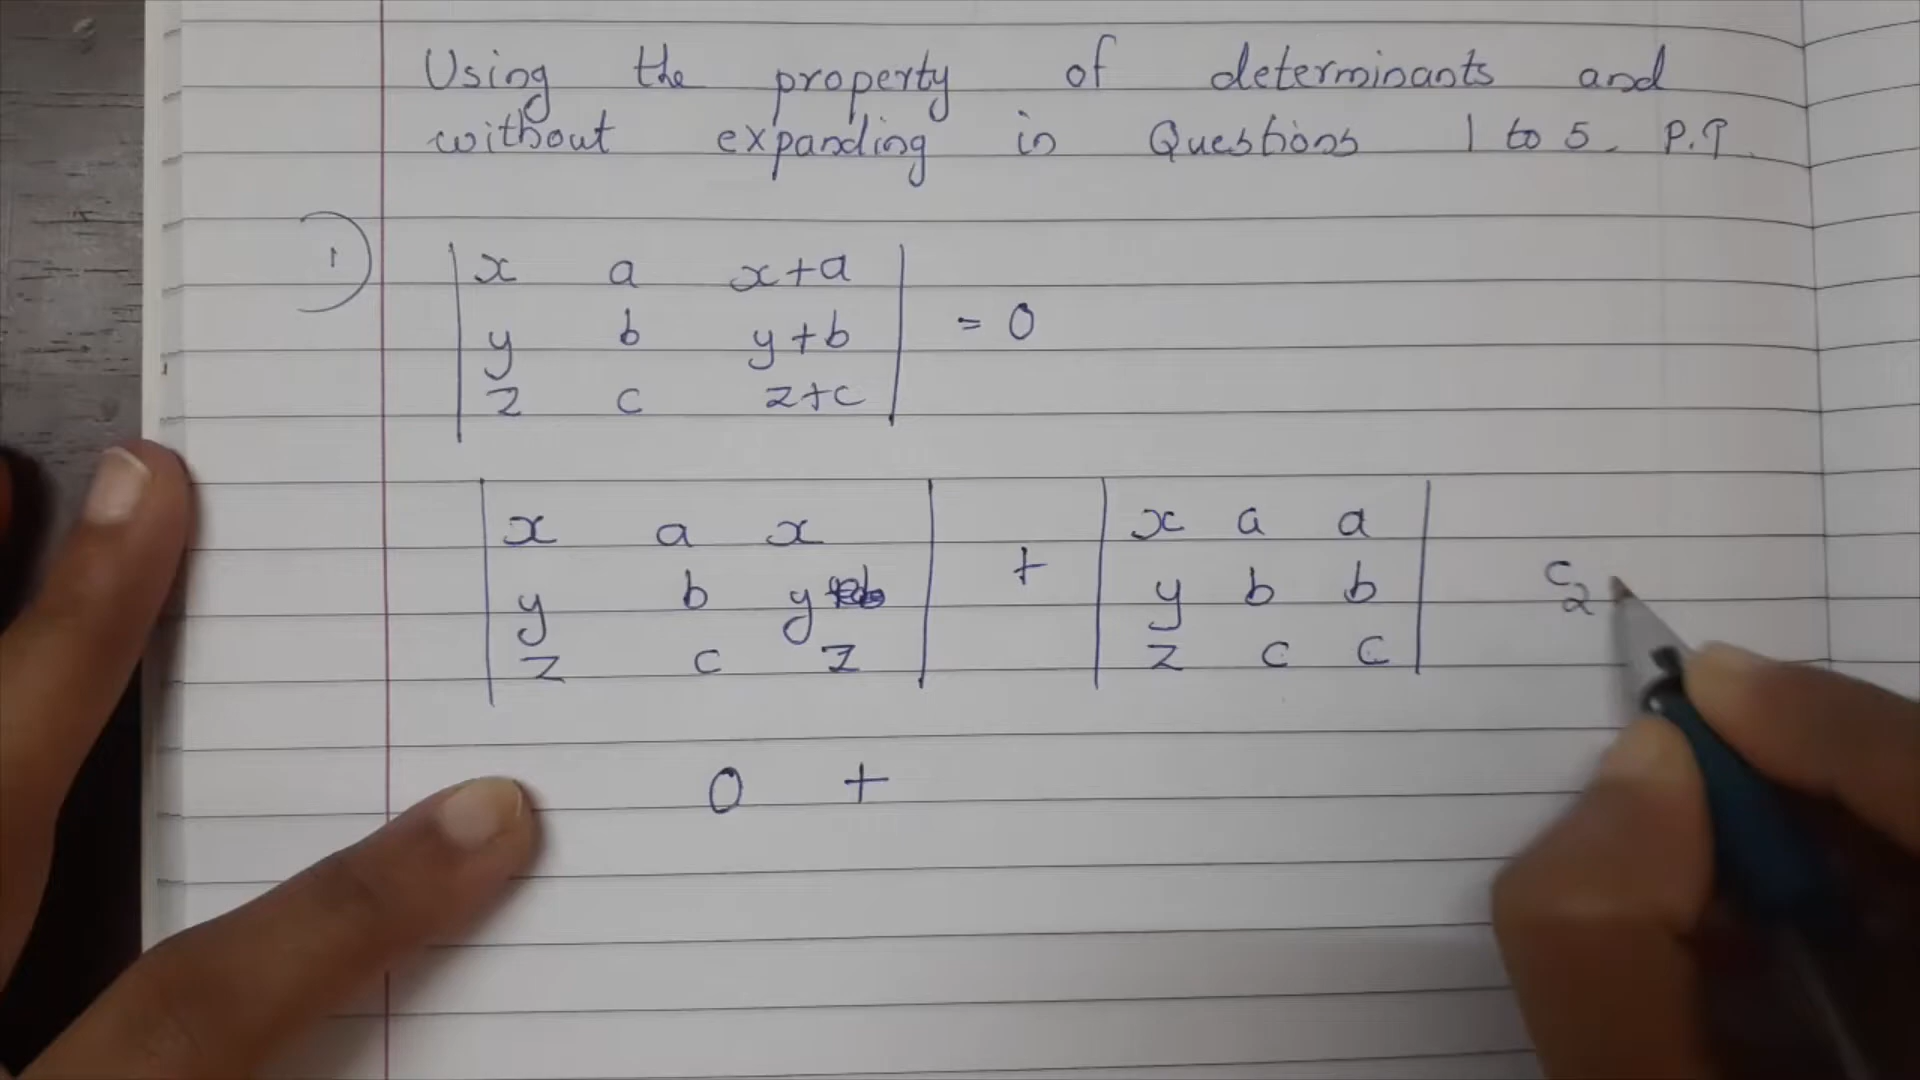 Using the property of determinants and
without expanding in Questions 1 to 5. P.T
1)
x a x+a
y b y+b = 0
z c z+c
x a x + x a a
y b y y b b C2
z c z z c c
0 +